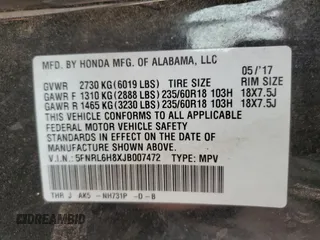 MFD. BY HONDA MFG. OF ALABAMA, LLC
05/'17
GVWR 2730 KG(6019 LBS) TIRE SIZE RIM SIZE
GAWR F 1310 KG(2888 LBS)235/60R18 103H 18X7.5J
GAWR R 1465 KG(3230 LBS)235/60R18 103H 18X7.5J
THIS VEHICLE CONFORMS TO ALL APPLICABLE
FEDERAL MOTOR VEHICLE SAFETY AND
BUMPER STANDARDS IN EFFECT ON THE DATE OF
MANUFACTURE SHOWN ABOVE.
V.I.N.: 5FNRL6H8XJB007472 TYPE: MPV
THR J AK5 -NH731P -D -B
DREAMBID